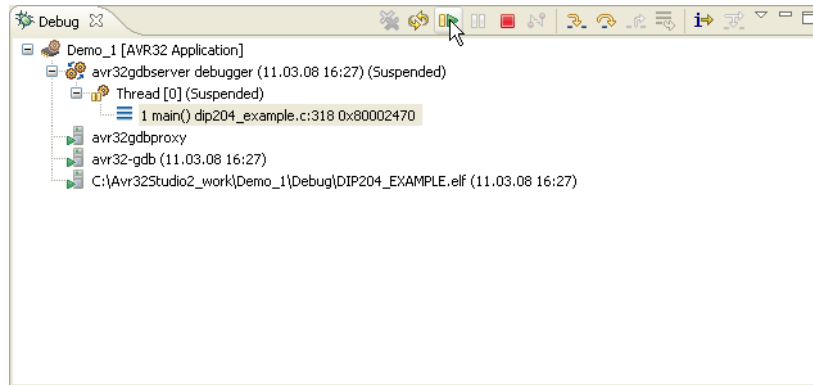 Debug
Demo_1 [AVR32 Application]
avr32gdbserver debugger (11.03.08 16:27) (Suspended)
Thread [0] (Suspended)
1 main() dip204_example.c:318 0x80002470
avr32gdbproxy
avr32-gdb (11.03.08 16:27)
C:\Avr32Studio2_work\Demo_1\Debug\DIP204_EXAMPLE.elf (11.03.08 16:27)